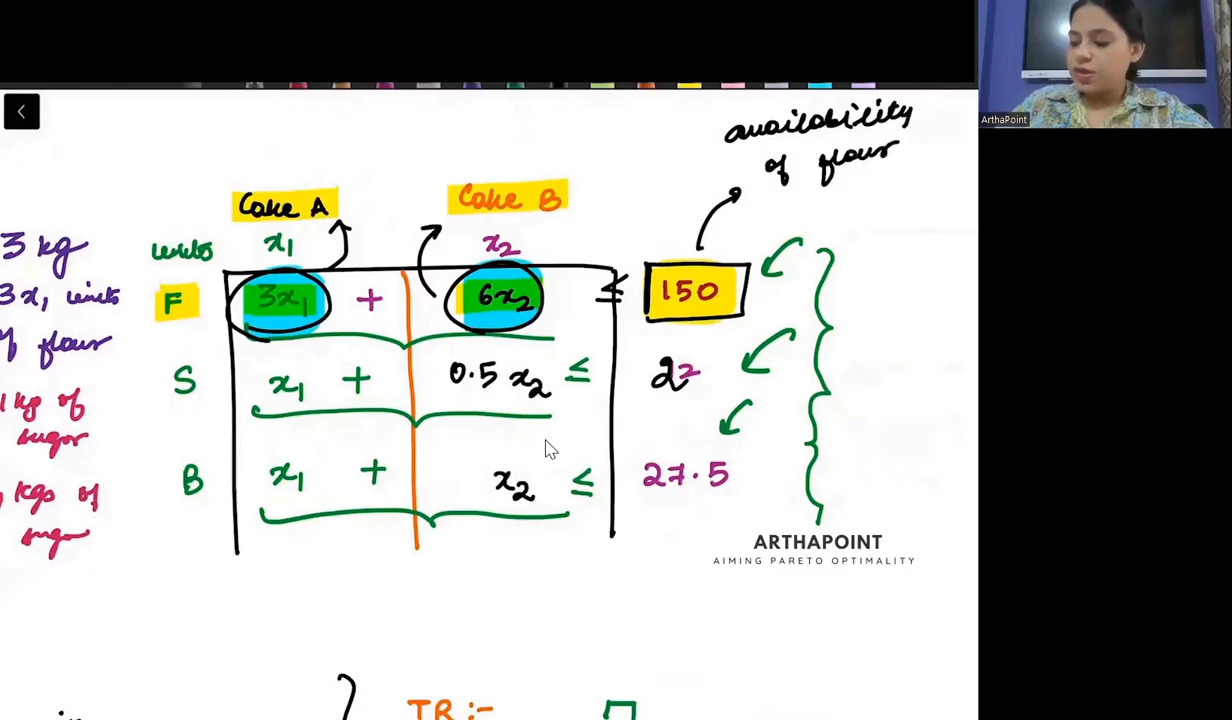 availability
of flour
Cake A
Cake B
3 kg
units
x₁
x₂
3x₁ units
F
3x₁ + 6x₂ ≤ 150
flour
S
x₁ + 0.5 x₂ ≤ 22
1 kg of
sugar
B
x₁ + x₂ ≤ 27.5
kgs of
sugar
ARTHAPOINT
AIMING PARETO OPTIMALITY
TR :-
ArthaPoint